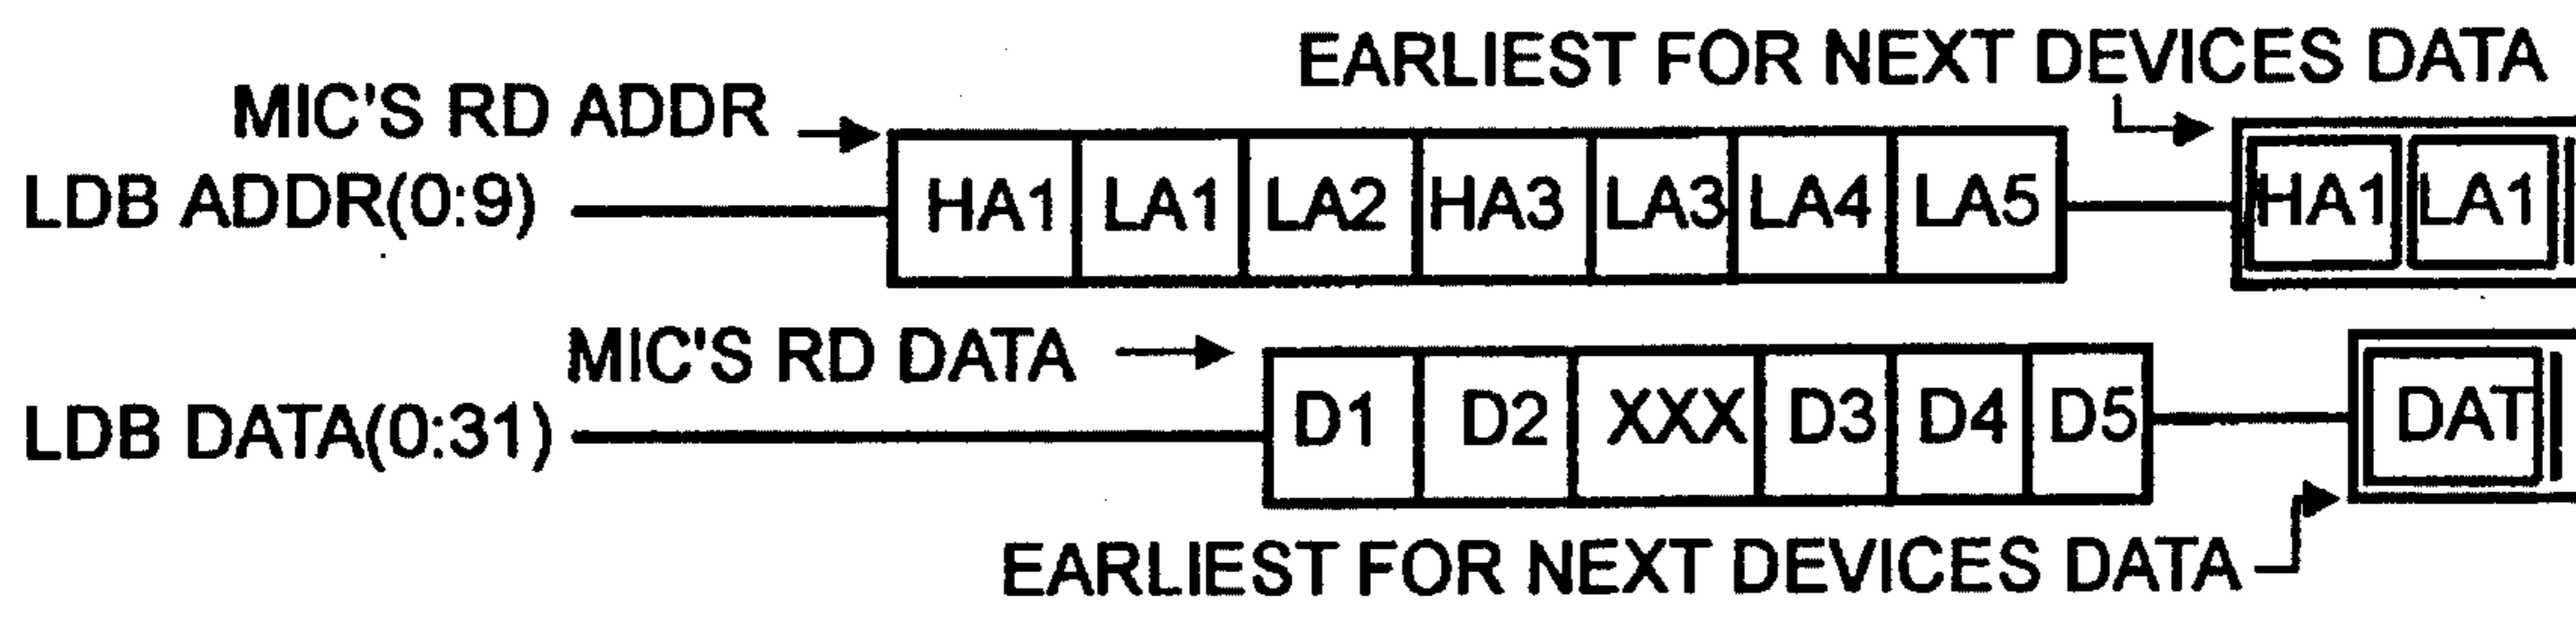 EARLIEST FOR NEXT DEVICES DATA
MIC'S RD ADDR
LDB ADDR(0:9) HA1 LA1 LA2 HA3 LA3 LA4 LA5 HA1 LA1
MIC'S RD DATA
LDB DATA(0:31) D1 D2 XXX D3 D4 D5 DAT
EARLIEST FOR NEXT DEVICES DATA